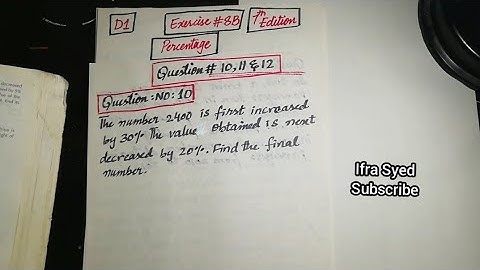 D1 Exercise #8B 7th Edition
Percentage
Question # 10, 11 & 12
Question: NO: 10
The number 2400 is first increased
by 30% The value Obtained is next
decreased by 20%. Find the final
number.
Ifra Syed
Subscribe